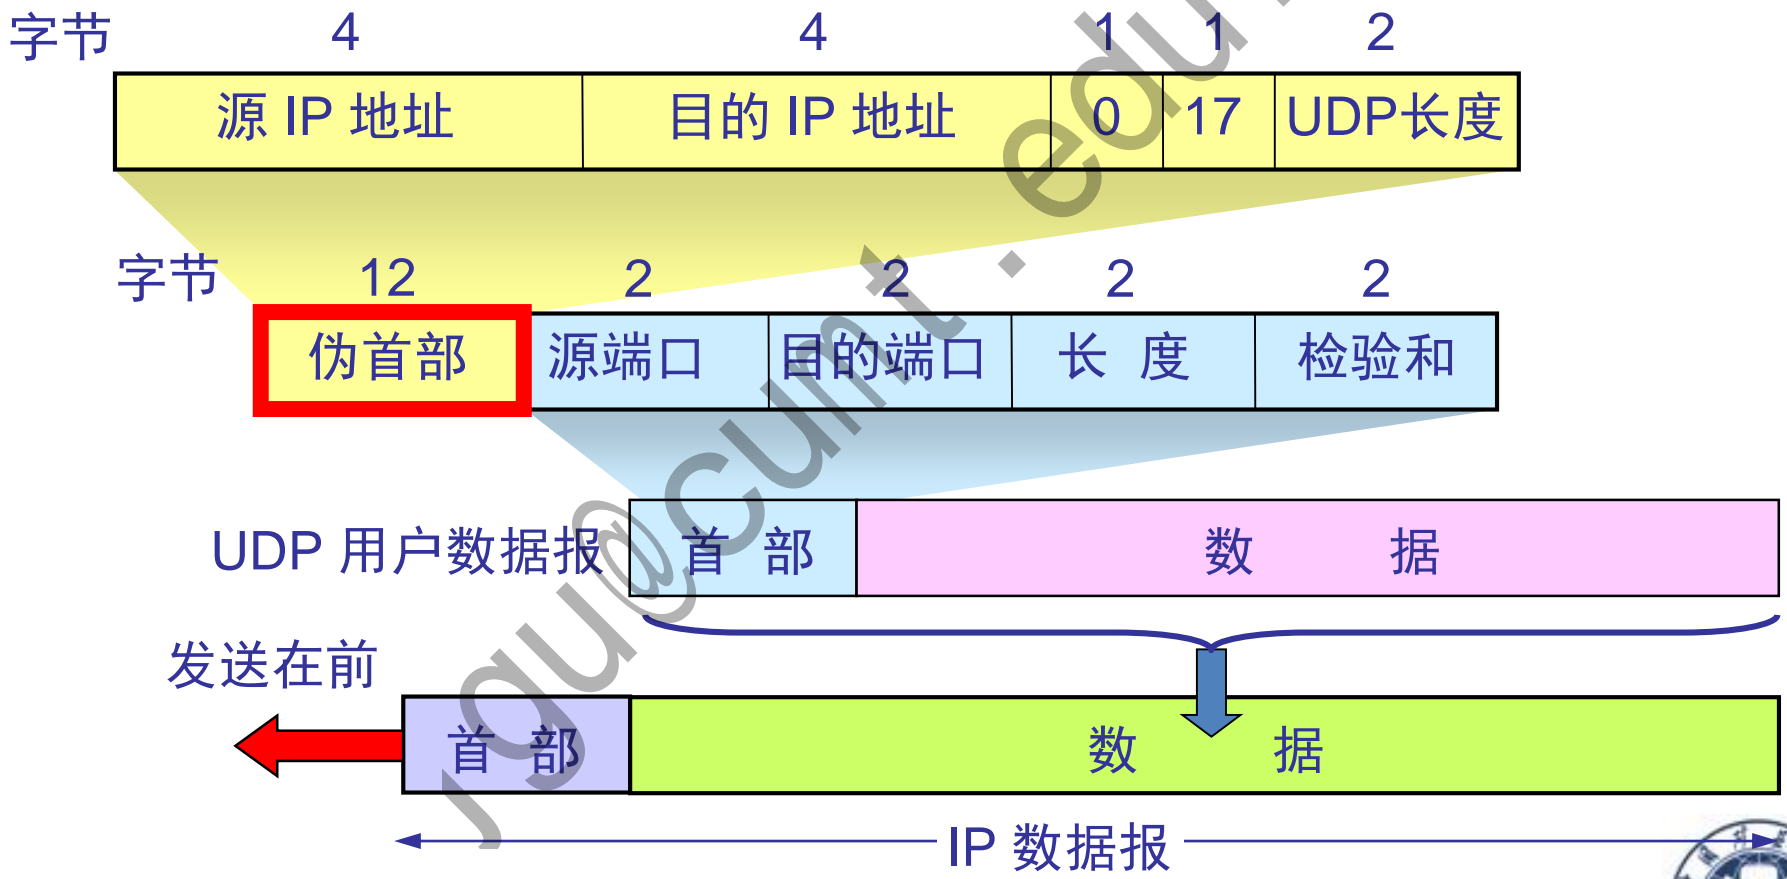 字节 4 4 1 1 2
源 IP 地址 目的 IP 地址 0 17 UDP长度
字节 12 2 2 2 2
伪首部 源端口 目的端口 长 度 检验和
UDP 用户数据报 首 部 数 据
发送在前
首 部 数 据
IP 数据报
gu@cumt.edu